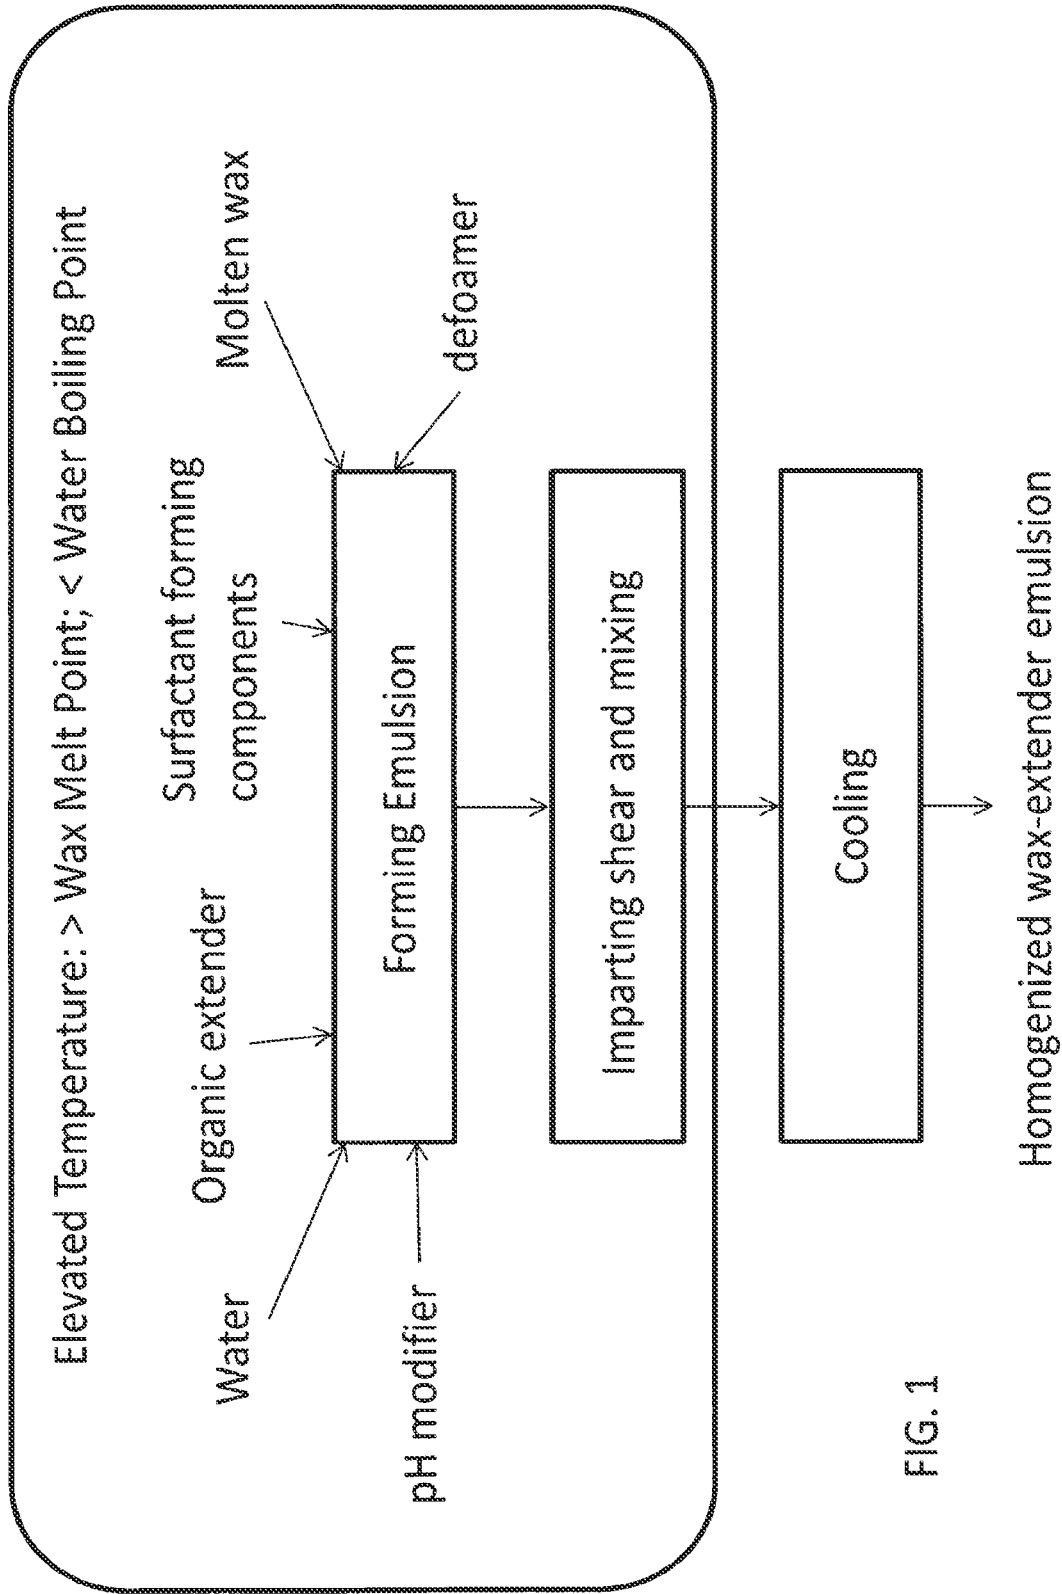 Elevated Temperature: > Wax Melt Point; < Water Boiling Point
Surfactant forming
components
Organic extender
Water
Molten wax
pH modifier
defoamer
Forming Emulsion
Imparting shear and mixing
Cooling
Homogenized wax-extender emulsion
FIG. 1